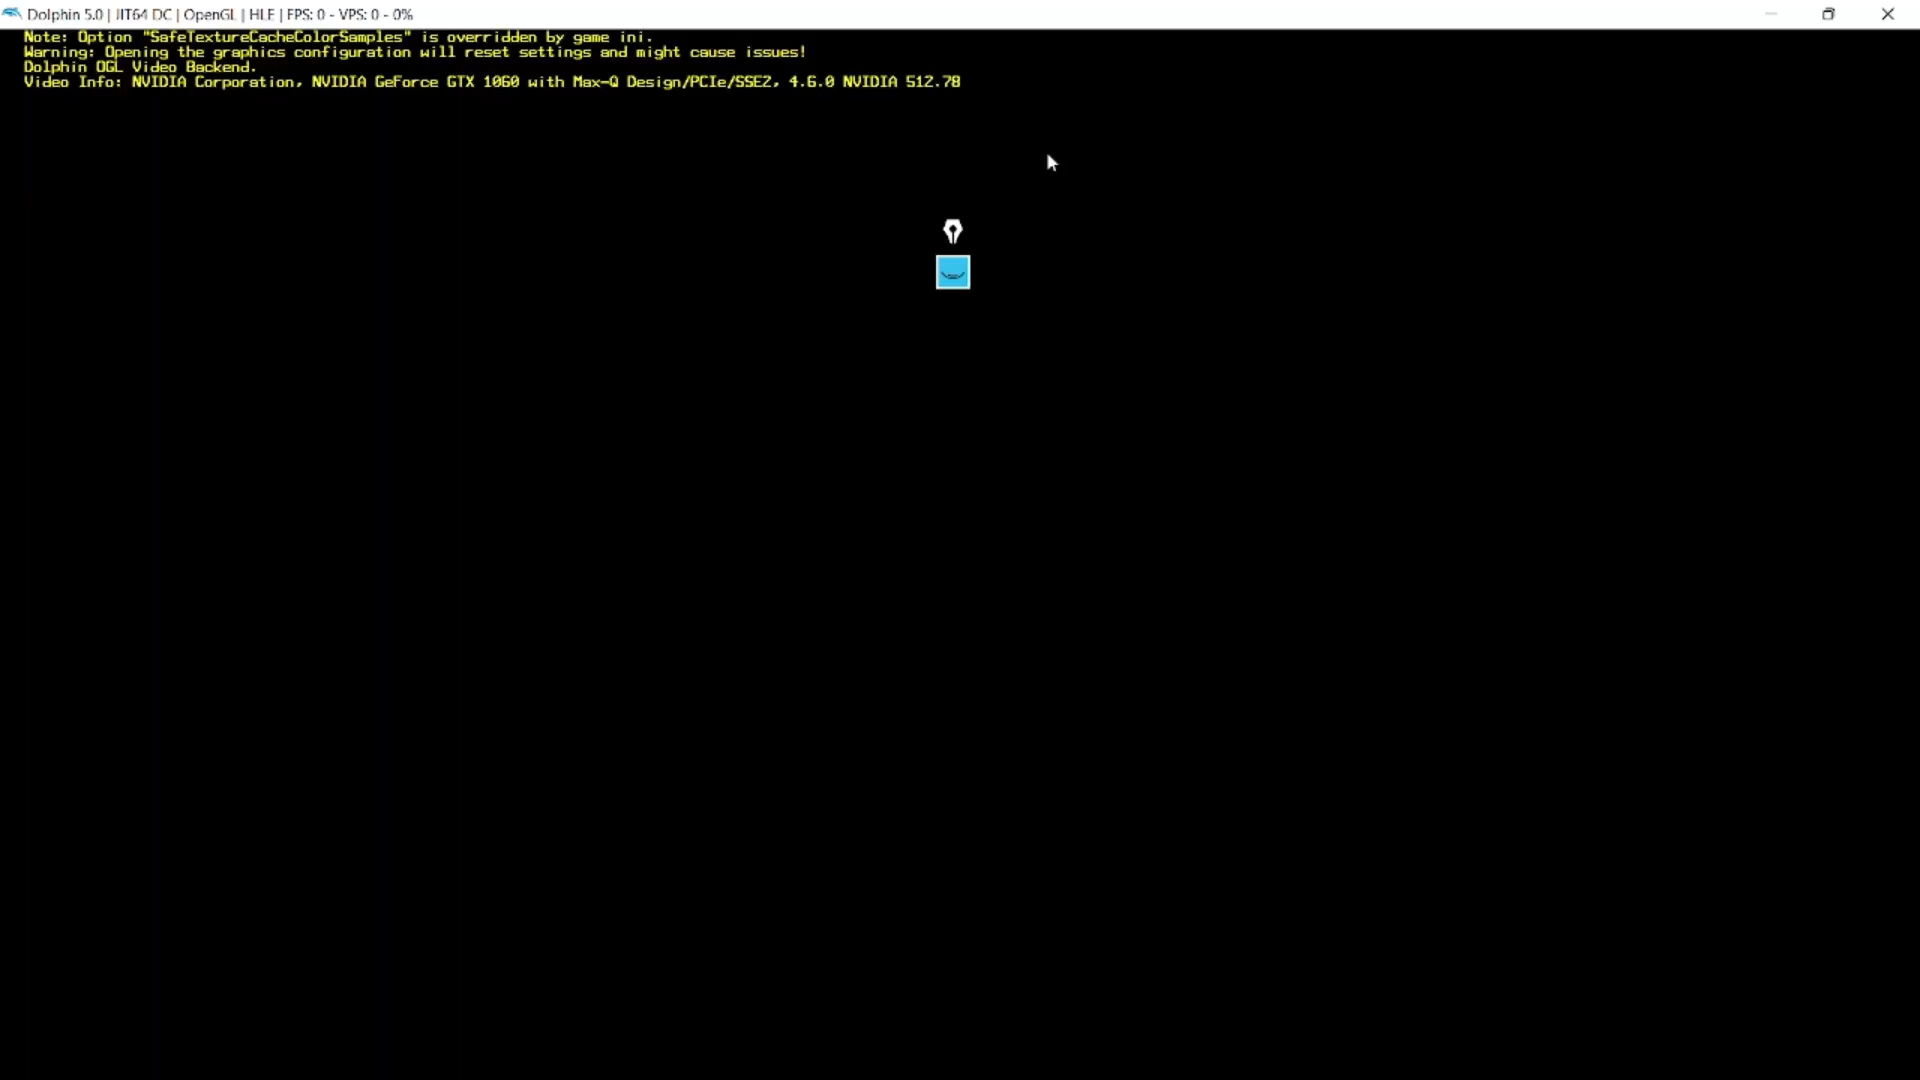 Dolphin 5.0 | JIT64 DC | OpenGL | HLE | FPS: 0 - VPS: 0 - 0%
Note: Option "SafeTextureCacheColorSamples" is overridden by game ini.
Warning: Opening the graphics configuration will reset settings and might cause issues!
Dolphin OGL Video Backend.
Video Info: NVIDIA Corporation, NVIDIA GeForce GTX 1060 with Max-Q Design/PCIe/SSE2, 4.6.0 NVIDIA 512.78